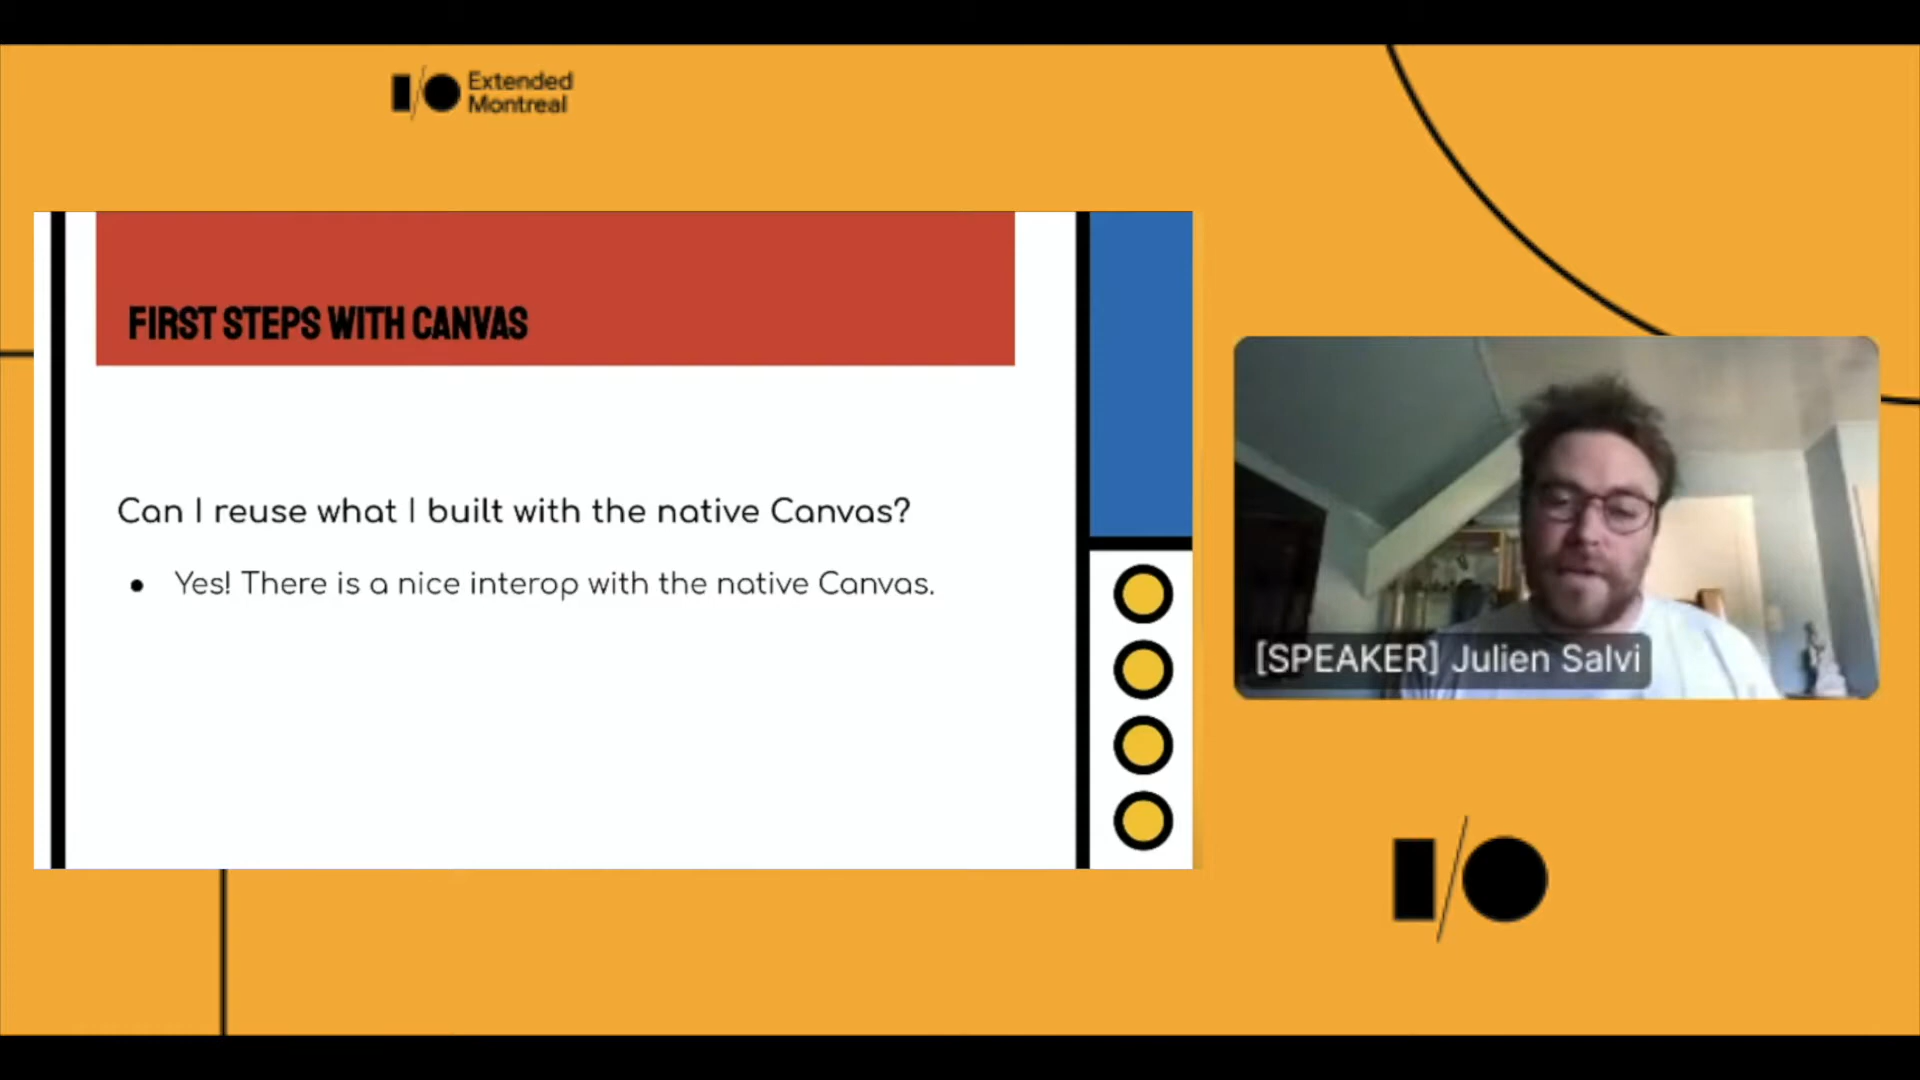 I/O Extended
Montreal
FIRST STEPS WITH CANVAS
Can I reuse what I built with the native Canvas?
● Yes! There is a nice interop with the native Canvas.
[SPEAKER] Julien Salvi
I/O